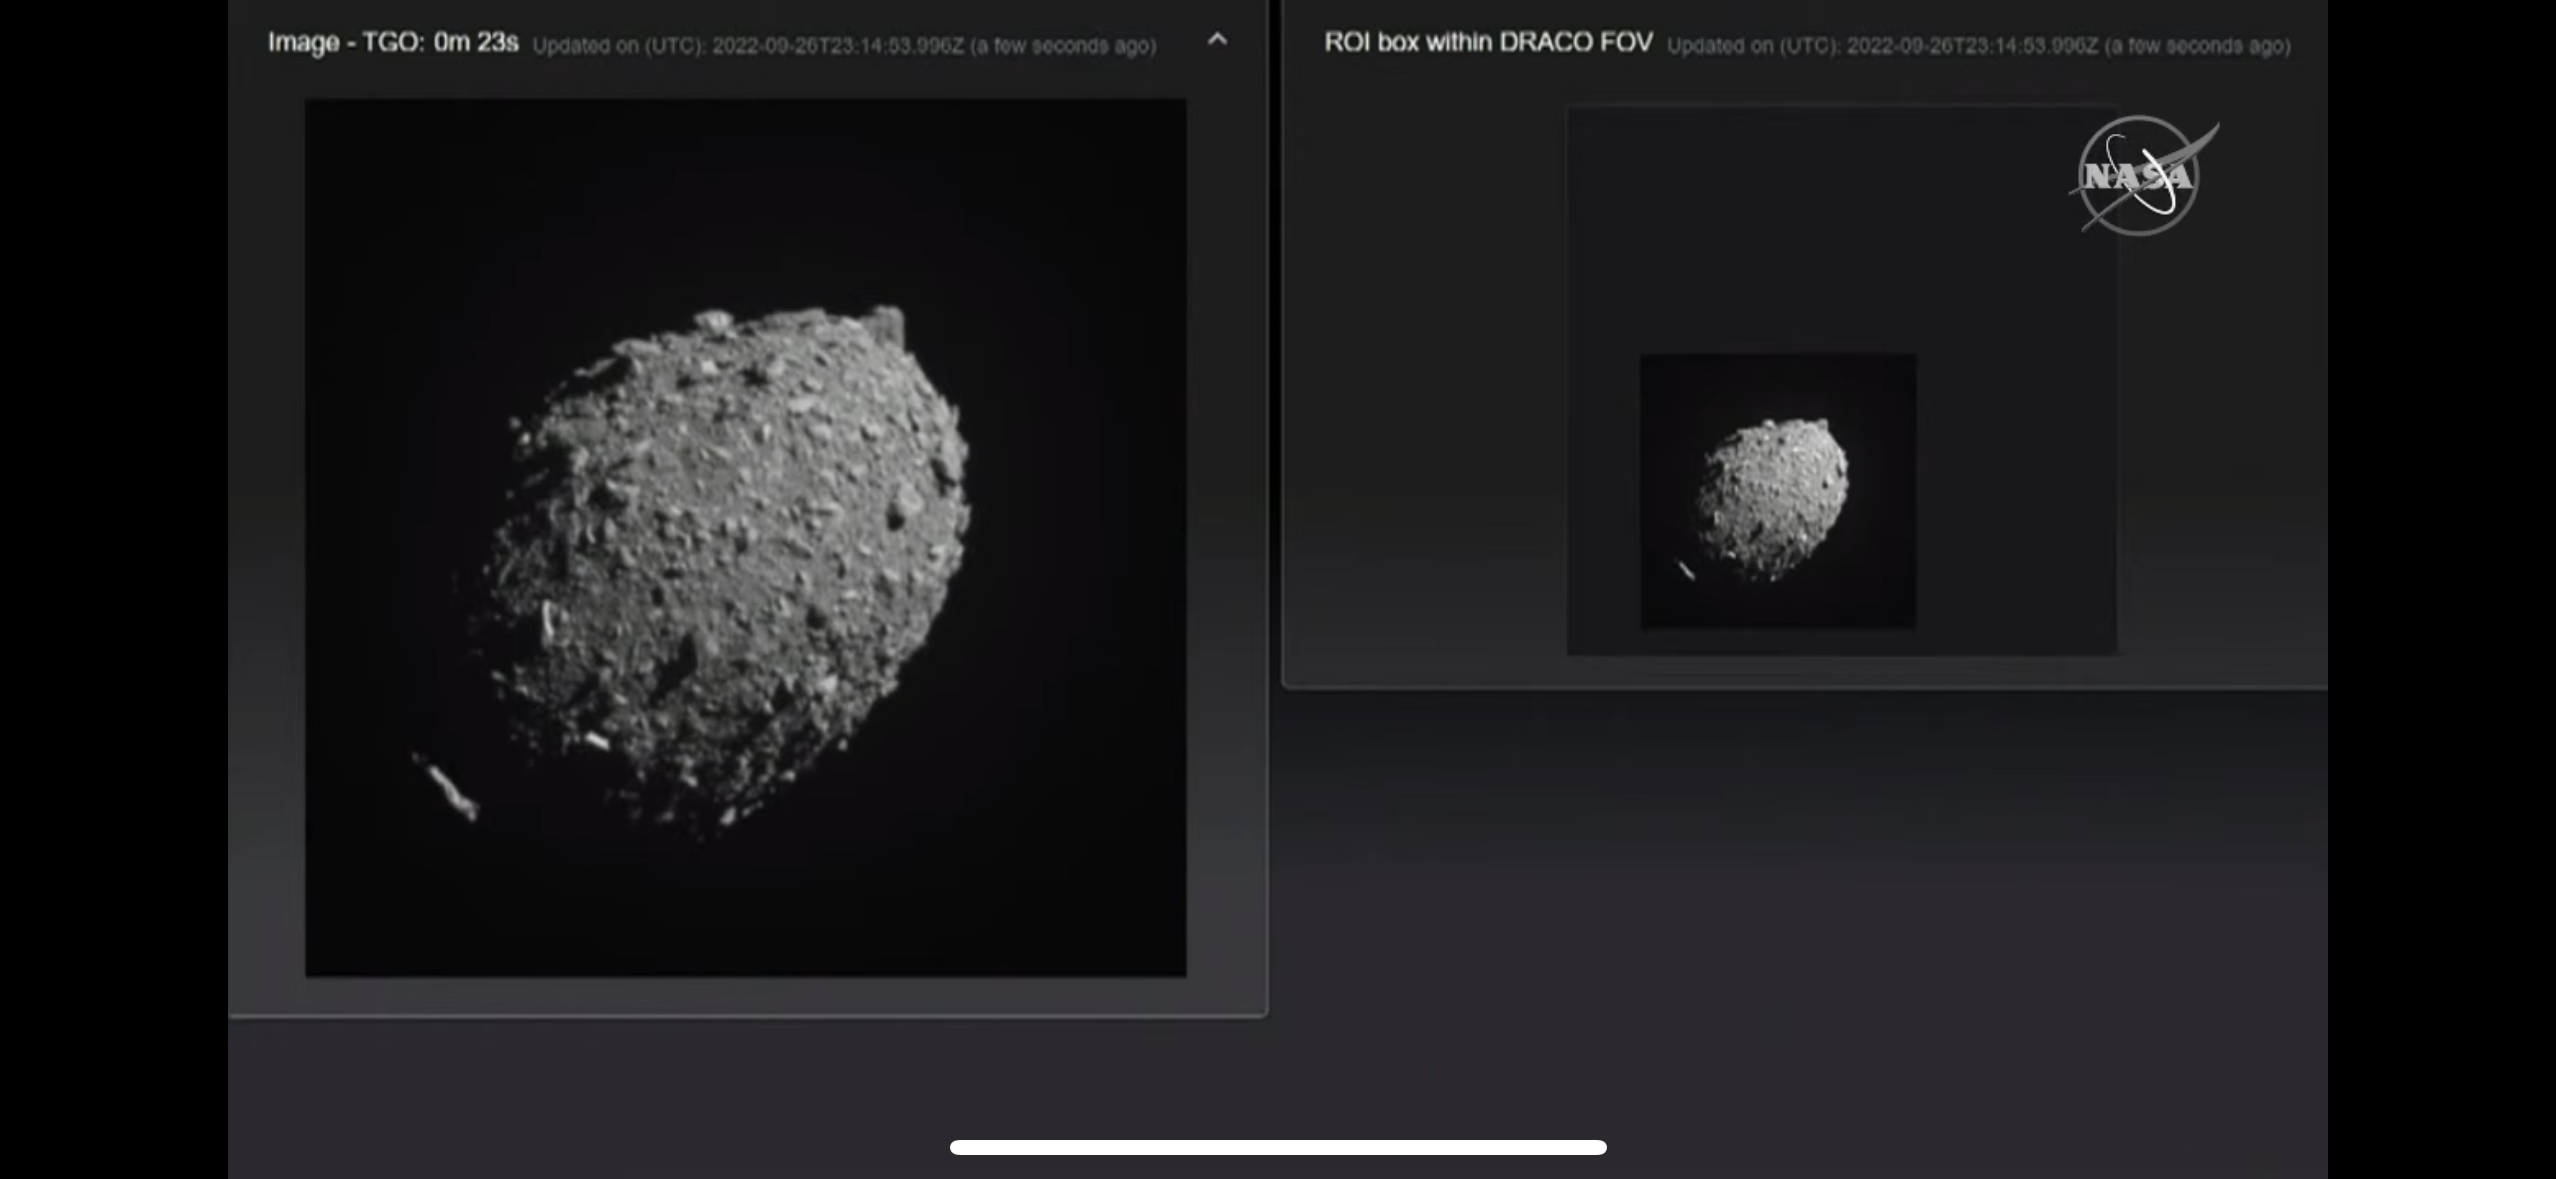 Image - TGO: 0m 23s Updated on (UTC): 2022-09-26T23:14:53.996Z (a few seconds ago)
ROI box within DRACO FOV Updated on (UTC): 2022-09-26T23:14:53.996Z (a few seconds ago)
NASA